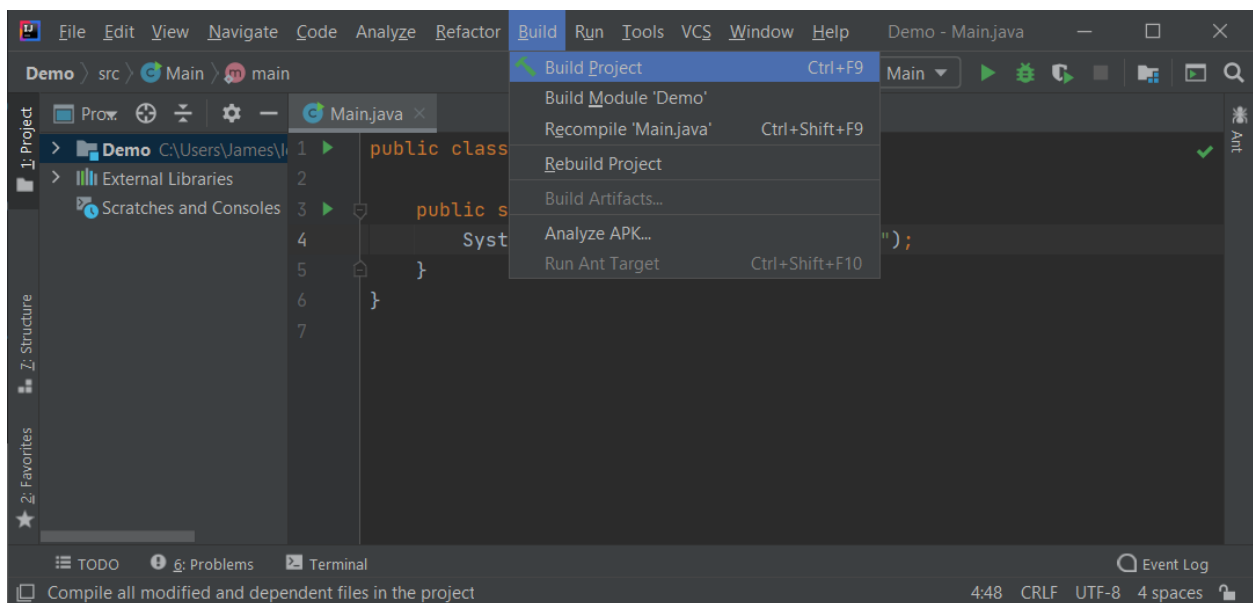 File Edit View Navigate Code Analyze Refactor Build Run Tools VCS Window Help Demo - Main.java
Demo src Main main
Main
Build Project Ctrl+F9
Build Module 'Demo'
Recompile 'Main.java' Ctrl+Shift+F9
Rebuild Project
Build Artifacts...
Analyze APK...
Run Ant Target Ctrl+Shift+F10
1: Project
Z: Structure
2: Favorites
Demo C:\Users\James\
External Libraries
Scratches and Consoles
Main.java
1 public class
2
3 public s
4 Syst ");
5 }
6 }
7
Ant
TODO 6: Problems Terminal Event Log
Compile all modified and dependent files in the project 4:48 CRLF UTF-8 4 spaces